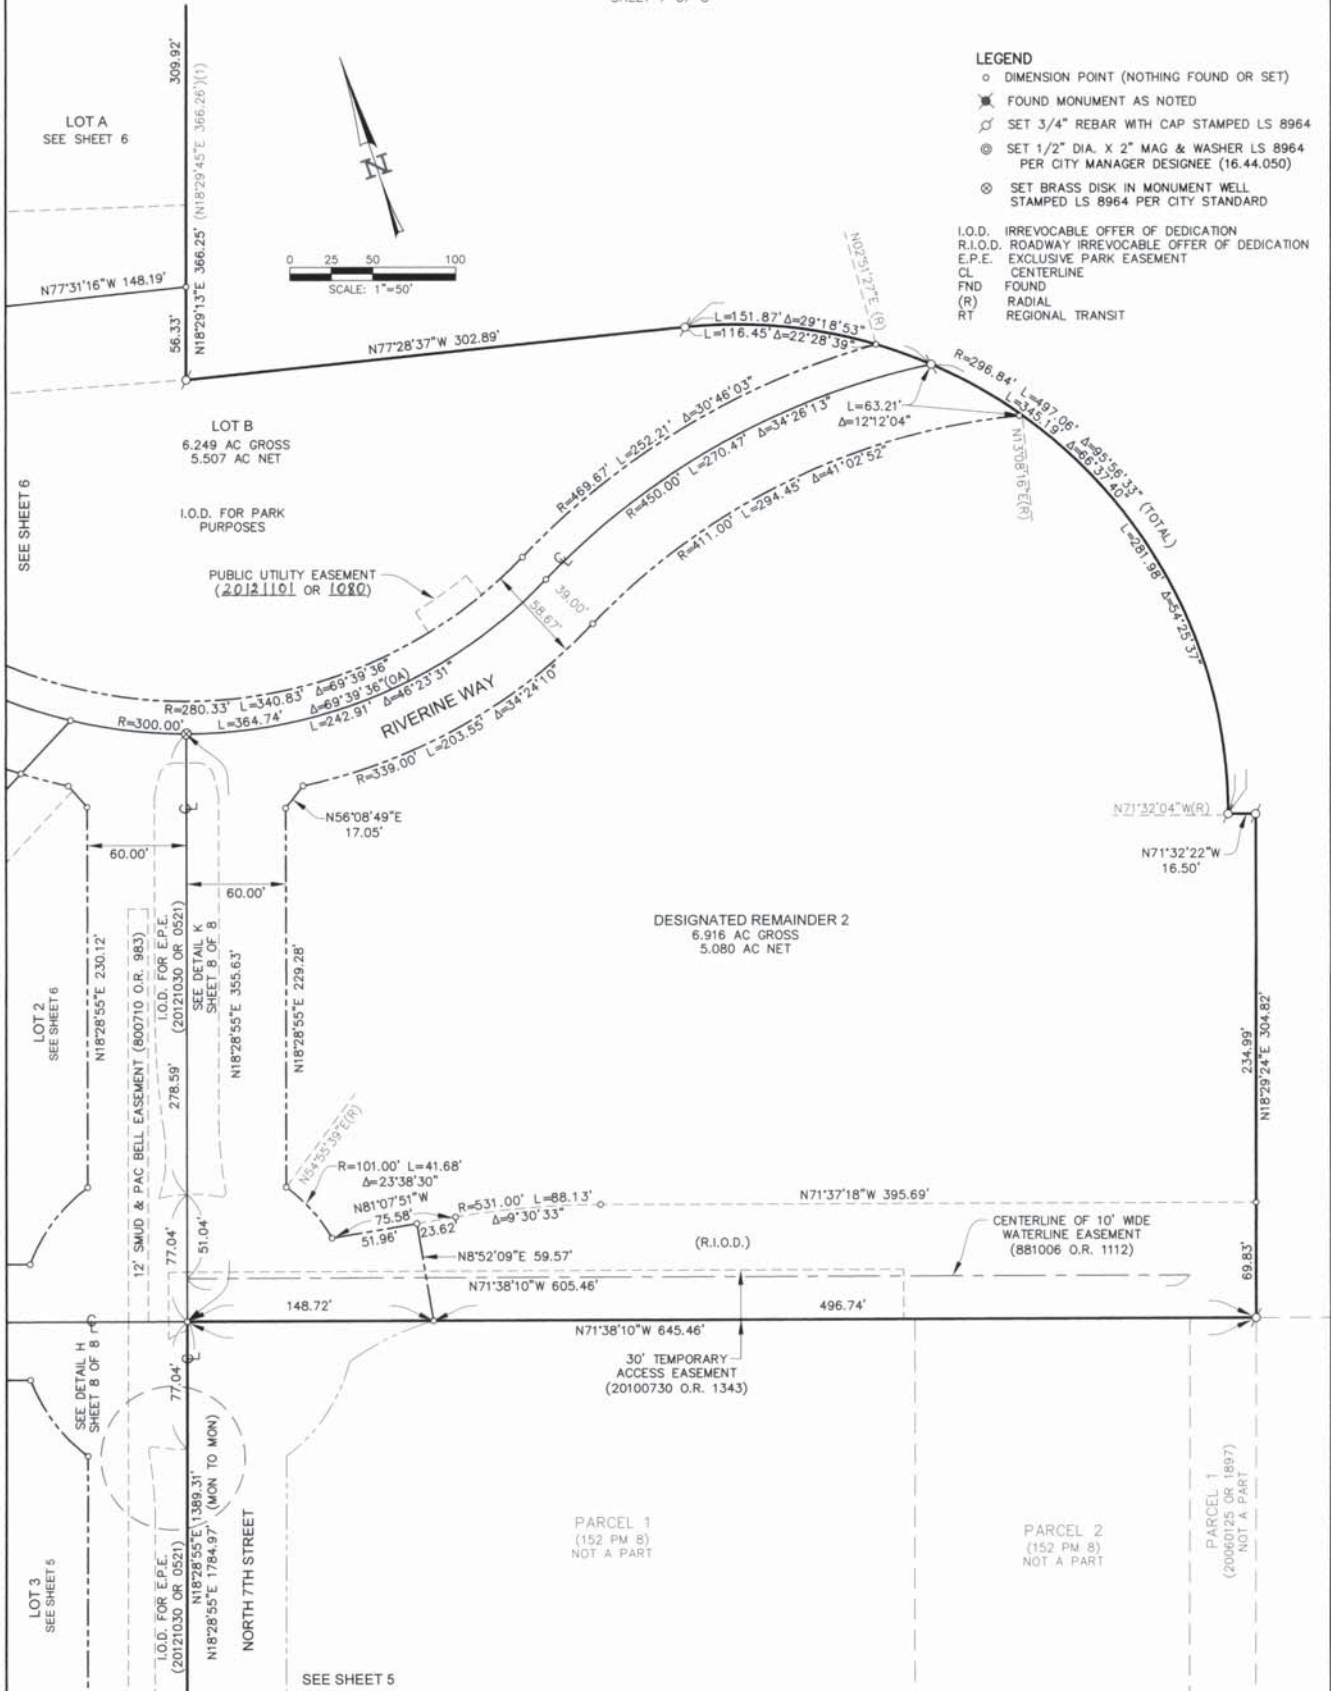 LEGEND
DIMENSION POINT (NOTHING FOUND OR SET)
FOUND MONUMENT AS NOTED
SET 3/4" REBAR WITH CAP STAMPED LS 8964
SET 1/2" DIA. X 2" MAG & WASHER LS 8964
PER CITY MANAGER DESIGNEE (16.44.050)
SET BRASS DISK IN MONUMENT WELL
STAMPED LS 8964 PER CITY STANDARD
I.O.D. IRREVOCABLE OFFER OF DEDICATION
R.I.O.D. ROADWAY IRREVOCABLE OFFER OF DEDICATION
E.P.E. EXCLUSIVE PARK EASEMENT
CL CENTERLINE
FND FOUND
(R) RADIAL
RT REGIONAL TRANSIT
LOT A
SEE SHEET 6
309.92'
N18°29'13"E 366.25' (N18°29'45"E 366.26')(1)
N
0 25 50 100
SCALE: 1"=50'
N77°31'16"W 148.19'
56.33'
N77°28'37"W 302.89'
L=151.87' Δ=29°18'53"
L=116.45' Δ=22°28'39"
N02°51'27"E (R)
R=296.84' L=497.06' Δ=95°56'33" (TOTAL)
L=345.19' Δ=66°37'40"
L=63.21'
Δ=12°12'04"
N13°08'16"E(R)
L=281.98' Δ=54°25'37"
LOT B
6.249 AC GROSS
5.507 AC NET
I.O.D. FOR PARK
PURPOSES
SEE SHEET 6
PUBLIC UTILITY EASEMENT
(20121101 OR 1080)
R=469.67' L=252.21' Δ=30°46'03"
R=450.00' L=270.47' Δ=34°26'13"
R=411.00' L=294.45' Δ=41°02'52"
CL
39.00'
58.67'
R=280.33' L=340.83' Δ=69°39'36"
R=300.00' L=364.74' Δ=69°39'36"(OA)
L=242.91' Δ=46°23'31"
RIVERINE WAY
R=339.00' L=203.55' Δ=34°24'10"
N56°08'49"E
17.05'
CL
60.00'
60.00'
N71°32'04"W(R)
N71°32'22"W
16.50'
DESIGNATED REMAINDER 2
6.916 AC GROSS
5.080 AC NET
LOT 2
SEE SHEET 6
N18°28'55"E 230.12'
12' SMUD & PAC BELL EASEMENT (800710 O.R. 983)
I.O.D. FOR E.P.E.
(20121030 OR 0521)
278.59'
SEE DETAIL K
SHEET 8 OF 8
N18°28'55"E 355.63'
N18°28'55"E 229.28'
234.99'
N18°29'24"E 304.82'
N54°55'39"E(R)
R=101.00' L=41.68'
Δ=23°38'30"
N81°07'51"W
75.58'
51.96'
23.62'
R=531.00' L=88.13'
Δ=9°30'33"
N71°37'18"W 395.69'
CENTERLINE OF 10' WIDE
WATERLINE EASEMENT
(881006 O.R. 1112)
N8°52'09"E 59.57'
(R.I.O.D.)
77.04'
51.04'
69.83'
N71°38'10"W 605.46'
148.72'
496.74'
N71°38'10"W 645.46'
30' TEMPORARY
ACCESS EASEMENT
(20100730 O.R. 1343)
CL
CL
SEE DETAIL H
SHEET 8 OF 8
77.04'
N18°28'55"E 1389.31'
N18°28'55"E 1784.97' (MON TO MON)
NORTH 7TH STREET
I.O.D. FOR E.P.E.
(20121030 OR 0521)
LOT 3
SEE SHEET 5
PARCEL 1
(152 PM 8)
NOT A PART
PARCEL 2
(152 PM 8)
NOT A PART
PARCEL 1
(20060125 OR 1897)
NOT A PART
SEE SHEET 5